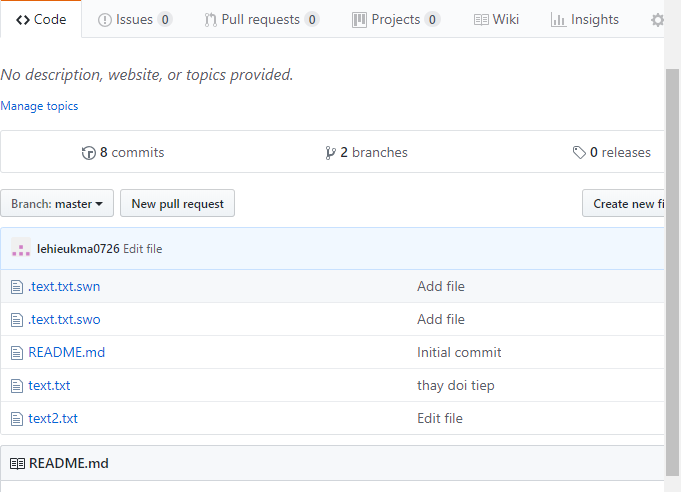 Code Issues 0 Pull requests 0 Projects 0 Wiki Insights
No description, website, or topics provided.
Manage topics
8 commits 2 branches 0 releases
Branch: master New pull request Create new fi
lehieukma0726 Edit file
.text.txt.swn Add file
.text.txt.swo Add file
README.md Initial commit
text.txt thay doi tiep
text2.txt Edit file
README.md